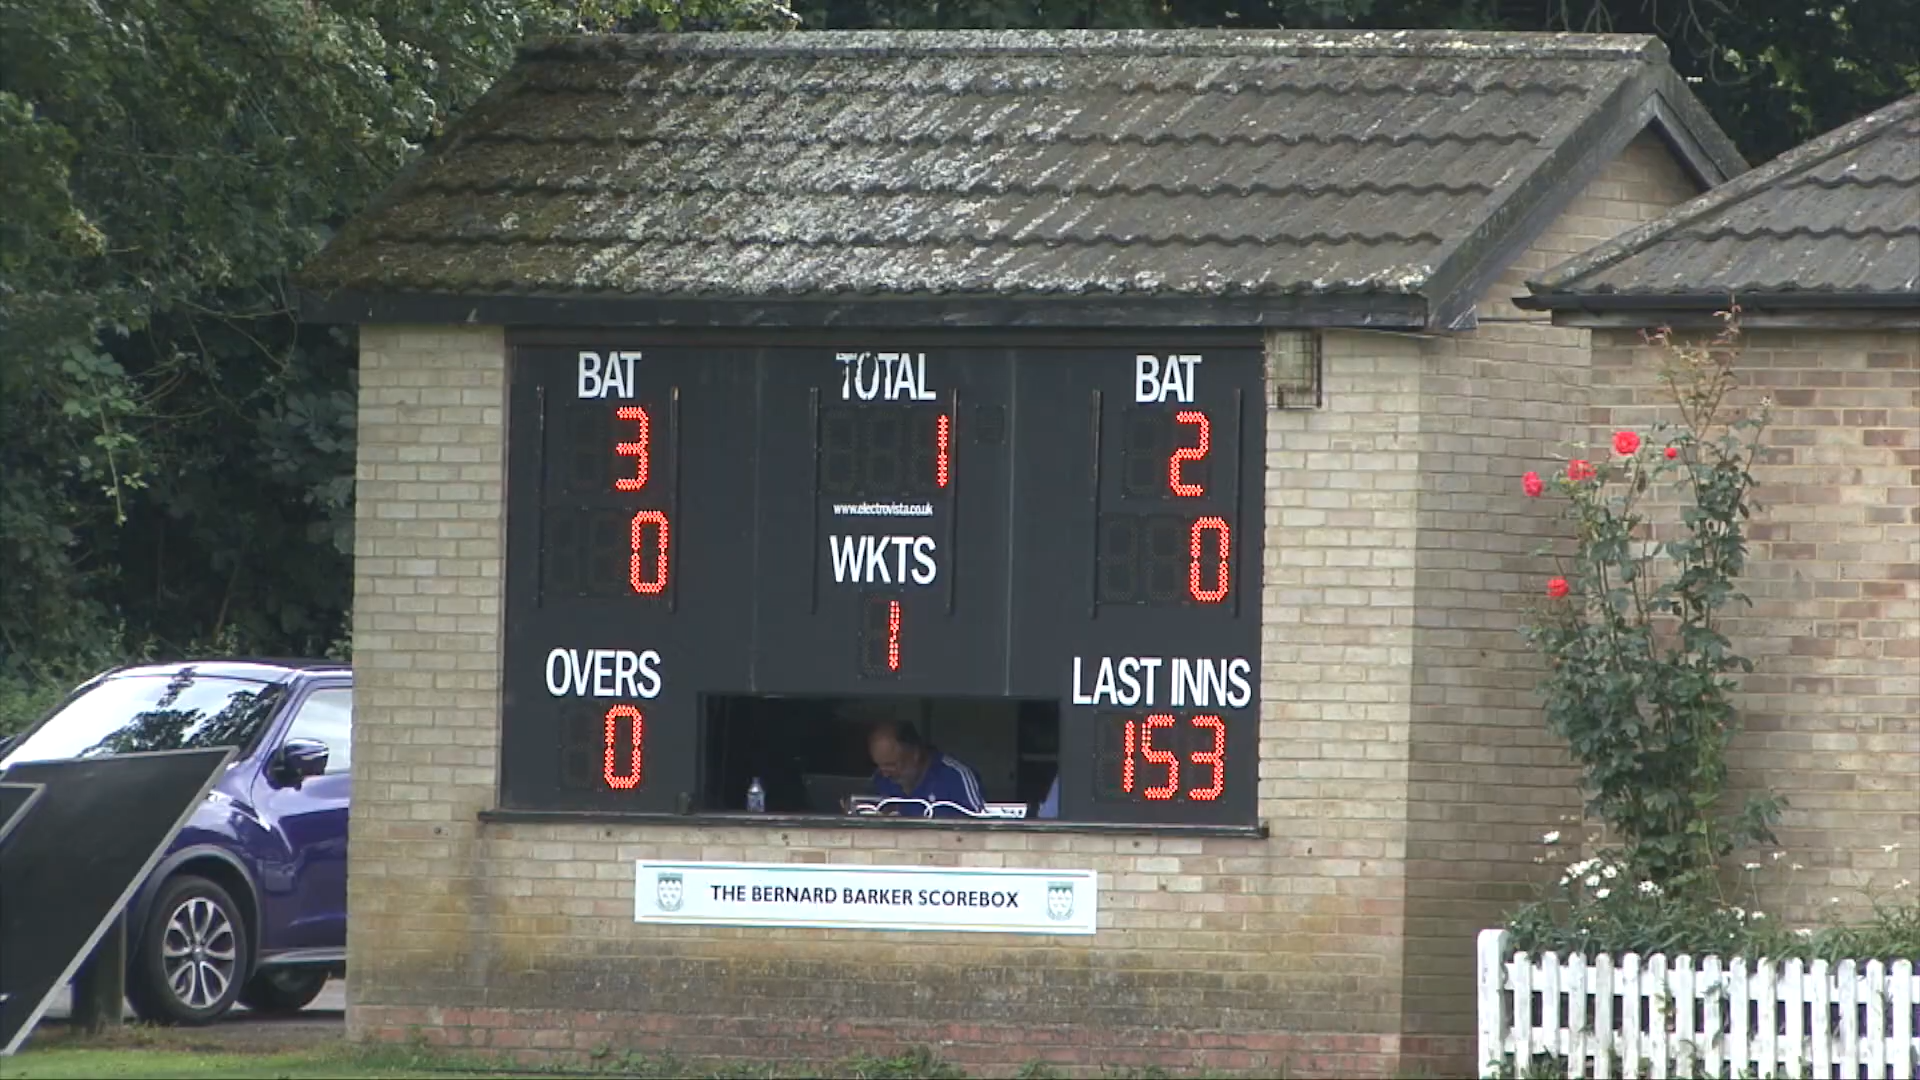 BAT TOTAL BAT
3 1 2
www.electrovista.co.uk
0 WKTS 0
1
OVERS LAST INNS
0 153
THE BERNARD BARKER SCOREBOX